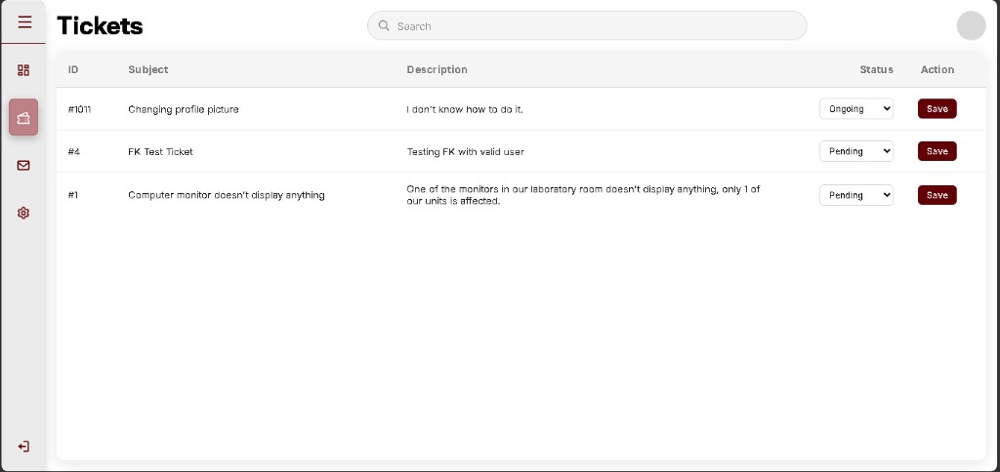 Tickets
Search
ID Subject Description Status Action
#1011 Changing profile picture I don't know how to do it. Ongoing Save
#4 FK Test Ticket Testing FK with valid user Pending Save
#1 Computer monitor doesn't display anything One of the monitors in our laboratory room doesn't display anything, only 1 of
our units is affected. Pending Save